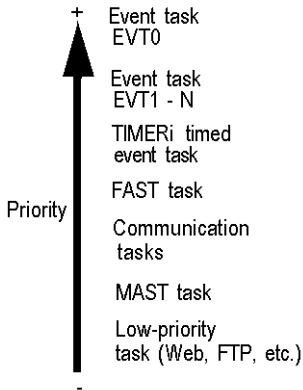 +
Event task
EVT0
Event task
EVT1 - N
TIMERi timed
event task
FAST task
Priority
Communication
tasks
MAST task
Low-priority
task (Web, FTP, etc.)
-